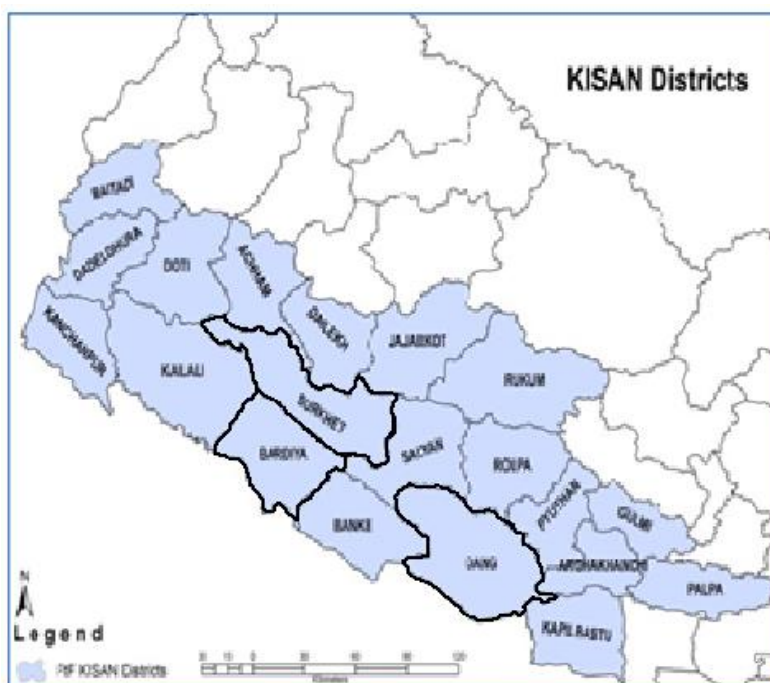 KISAN Districts
BAITADI
DADELDHURA
DOTI
ACHHAM
DAILEKH
JAJARKOT
KANCHANPUR
KAILALI
SURKHET
RUKUM
BARDIYA
SALYAN
ROLPA
PYUTHAN
GULMI
BANKE
DANG
ARGHAKHANCHI
PALPA
KAPILBASTU
N
Legend
KISAN Districts
120